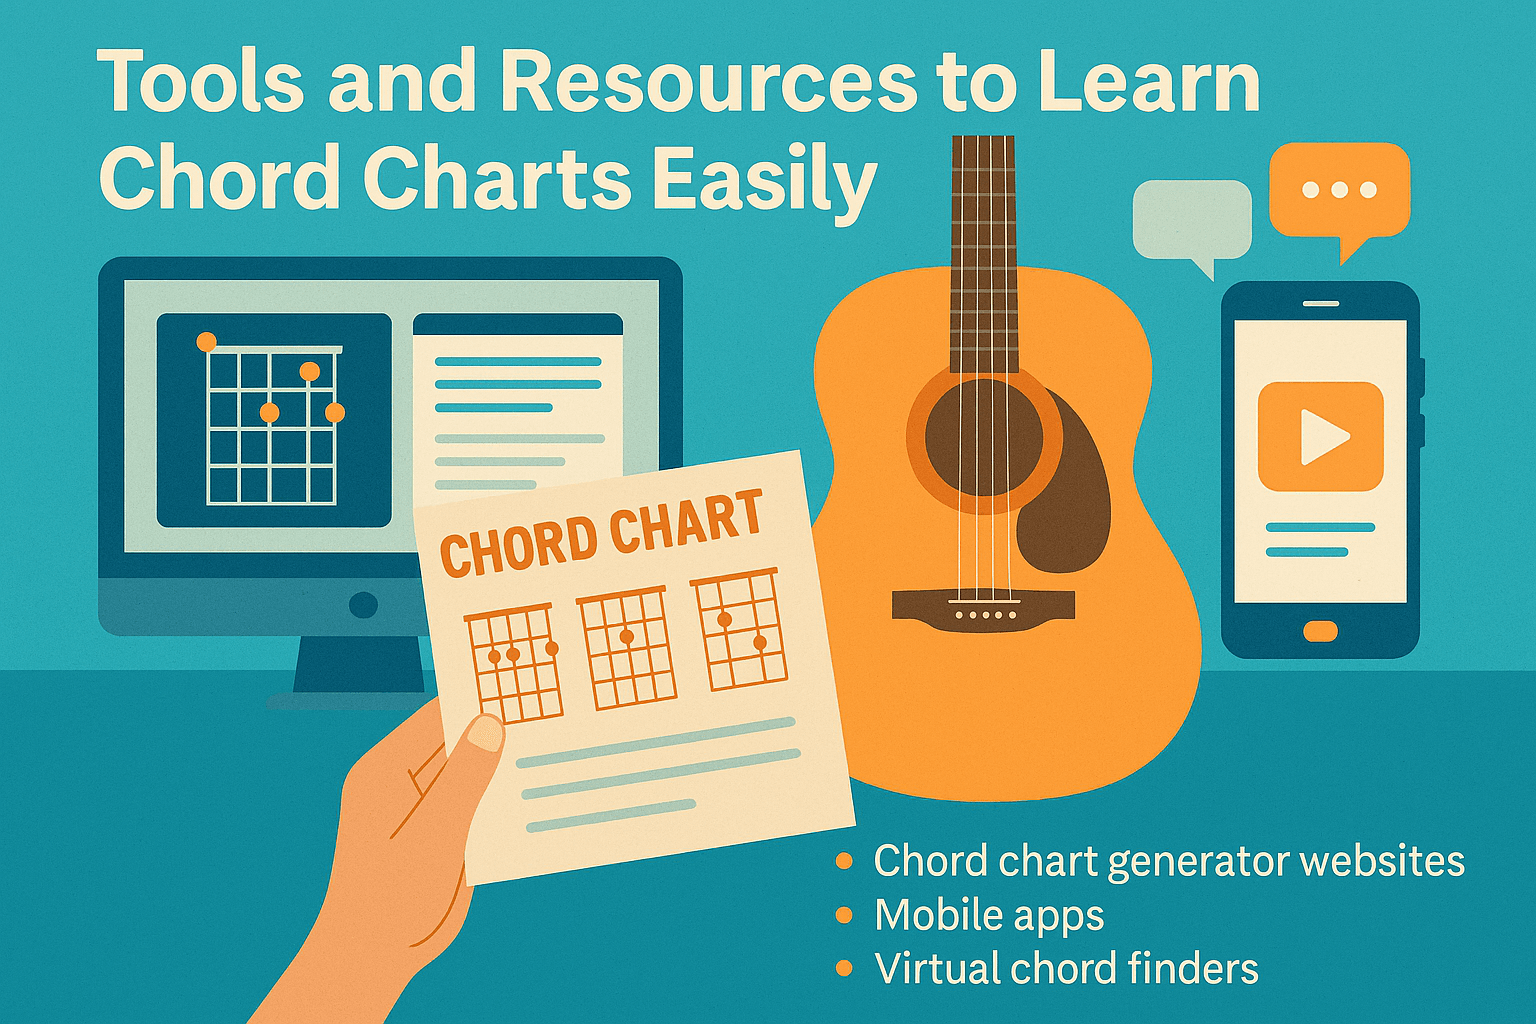 Tools and Resources to Learn
Chord Charts Easily
CHORD CHART
Chord chart generator websites
Mobile apps
Virtual chord finders